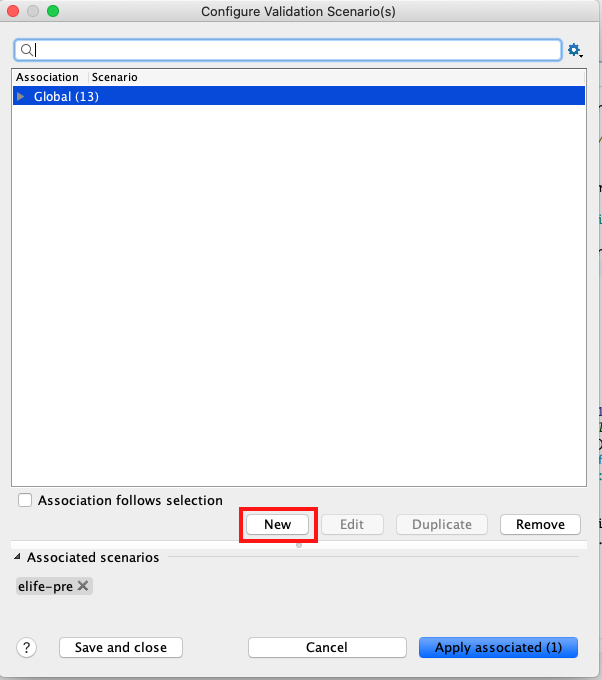 Configure Validation Scenario(s)
Association Scenario
Global (13)
Association follows selection
New Edit Duplicate Remove
Associated scenarios
elife-pre
? Save and close Cancel Apply associated (1)